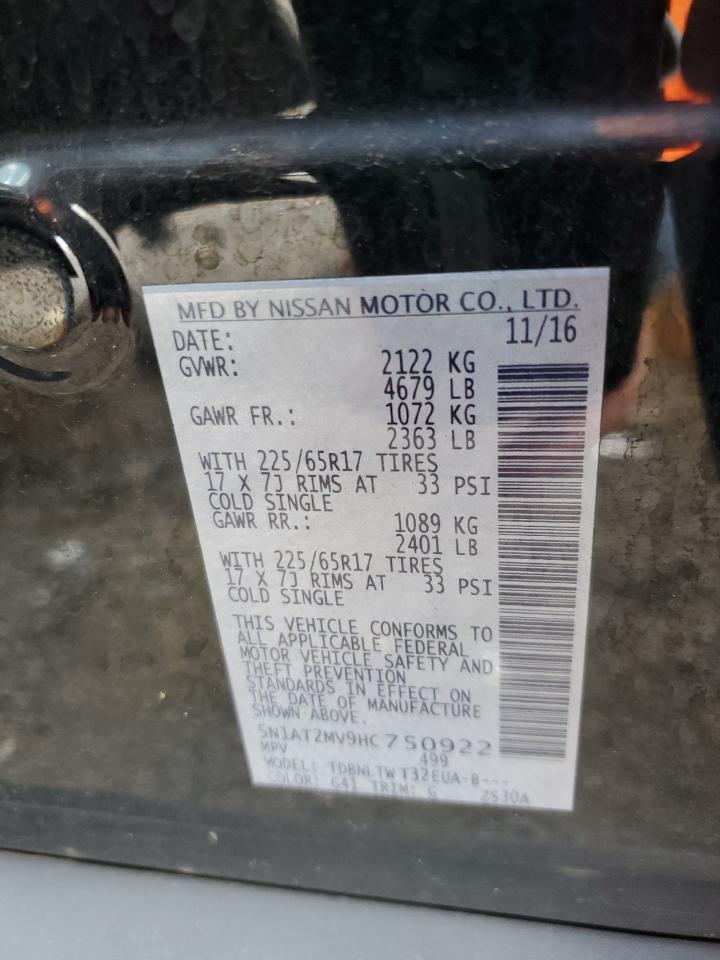 MFD BY NISSAN MOTOR CO., LTD.
DATE: 11/16
GVWR: 2122 KG
4679 LB
GAWR FR.: 1072 KG
2363 LB
WITH 225/65R17 TIRES
17 X 7J RIMS AT 33 PSI
COLD SINGLE
GAWR RR.: 1089 KG
2401 LB
WITH 225/65R17 TIRES
17 X 7J RIMS AT 33 PSI
COLD SINGLE
THIS VEHICLE CONFORMS TO
ALL APPLICABLE FEDERAL
MOTOR VEHICLE SAFETY AND
THEFT PREVENTION
STANDARDS IN EFFECT ON
THE DATE OF MANUFACTURE
SHOWN ABOVE.
5N1AT2MV9HC750922
MPV 499
MODEL: TDBNLTW T32EUA-B---
COLOR: G41 TRIM: G 2S30A